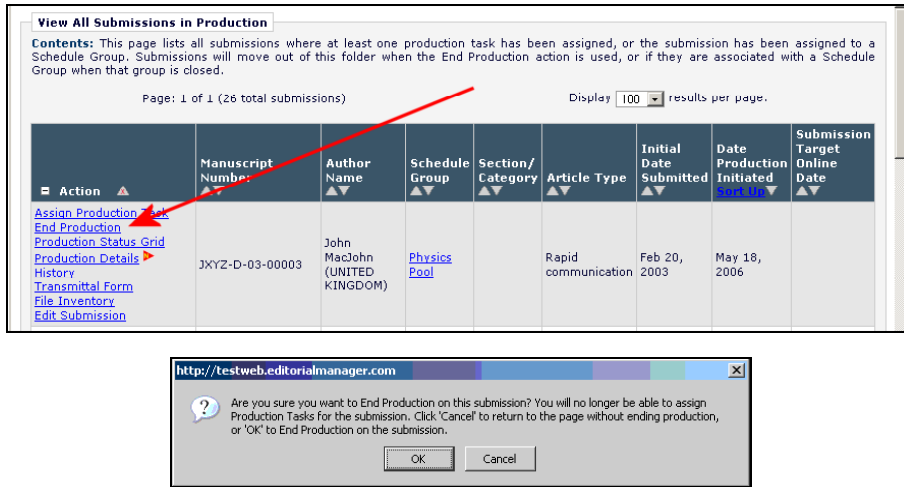 View All Submissions in Production
Contents: This page lists all submissions where at least one production task has been assigned, or the submission has been assigned to a
Schedule Group. Submissions will move out of this folder when the End Production action is used, or if they are associated with a Schedule
Group when that group is closed.
Page: 1 of 1 (26 total submissions) Display 100 results per page.
Action
Manuscript
Number
Author
Name
Schedule
Group
Section/
Category
Article Type
Initial
Date
Submitted
Date
Production
Initiated
Sort Up
Submission
Target
Online
Date
Assign Production Task
End Production
Production Status Grid
Production Details
History
Transmittal Form
File Inventory
Edit Submission
JXYZ-D-03-00003
John
MacJohn
(UNITED
KINGDOM)
Physics
Pool
Rapid
communication
Feb 20,
2003
May 18,
2006
http://testweb.editorialmanager.com
Are you sure you want to End Production on this submission? You will no longer be able to assign
Production Tasks for the submission. Click 'Cancel' to return to the page without ending production,
or 'OK' to End Production on the submission.
OK Cancel